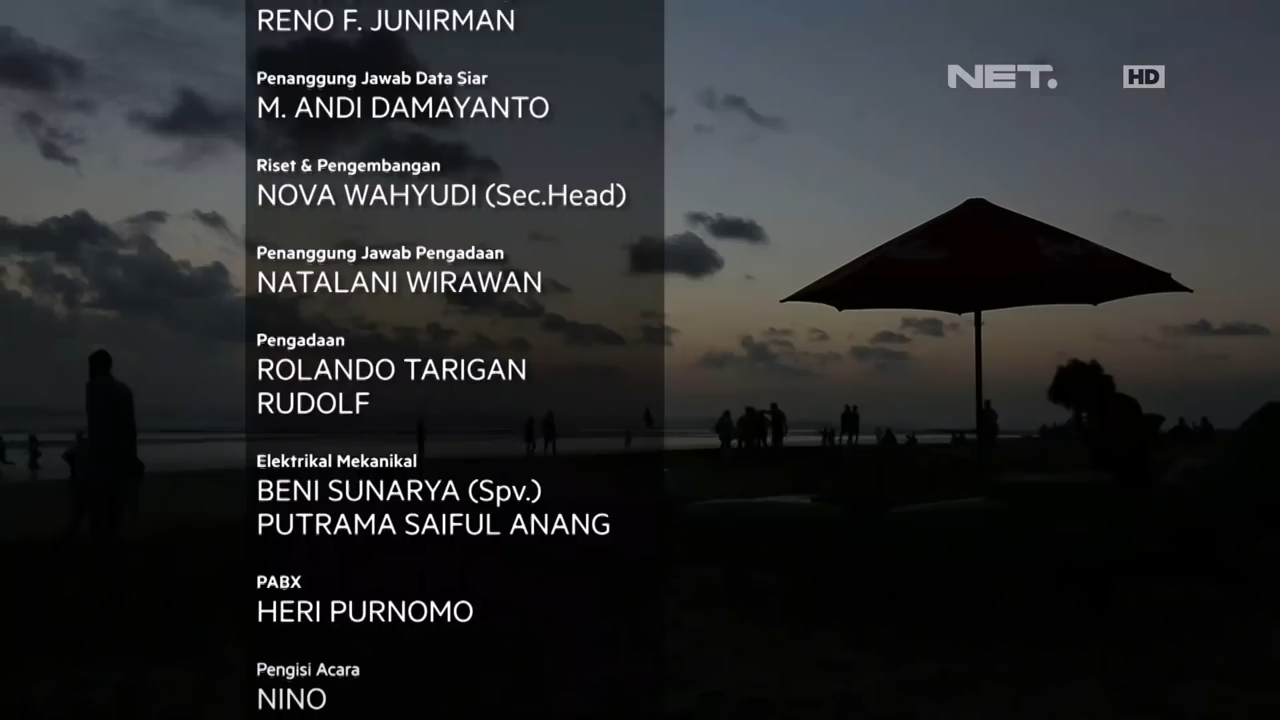 RENO F. JUNIRMAN
NET.
HD
Penanggung Jawab Data Siar
M. ANDI DAMAYANTO
Riset & Pengembangan
NOVA WAHYUDI (Sec.Head)
Penanggung Jawab Pengadaan
NATALANI WIRAWAN
Pengadaan
ROLANDO TARIGAN
RUDOLF
Elektrikal Mekanikal
BENI SUNARYA (Spv.)
PUTRAMA SAIFUL ANANG
PABX
HERI PURNOMO
Pengisi Acara
NINO